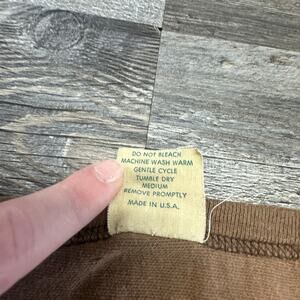 DO NOT BLEACH
MACHINE WASH WARM
GENTLE CYCLE
TUMBLE DRY
MEDIUM
REMOVE PROMPTLY
MADE IN U.S.A.